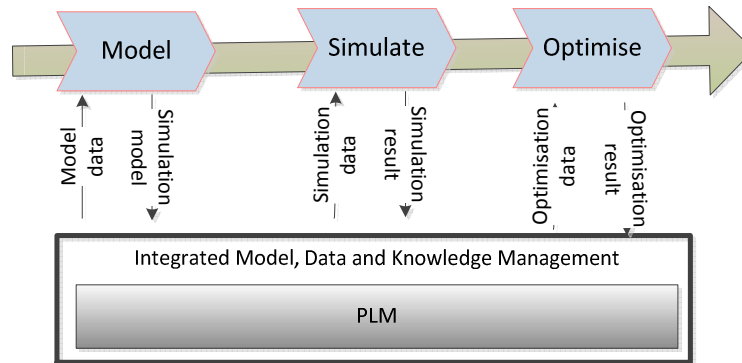 Model
Simulate
Optimise
Model
data
Simulation
model
Simulation
data
Simulation
result
Optimisation
data
Optimisation
result
Integrated Model, Data and Knowledge Management
PLM